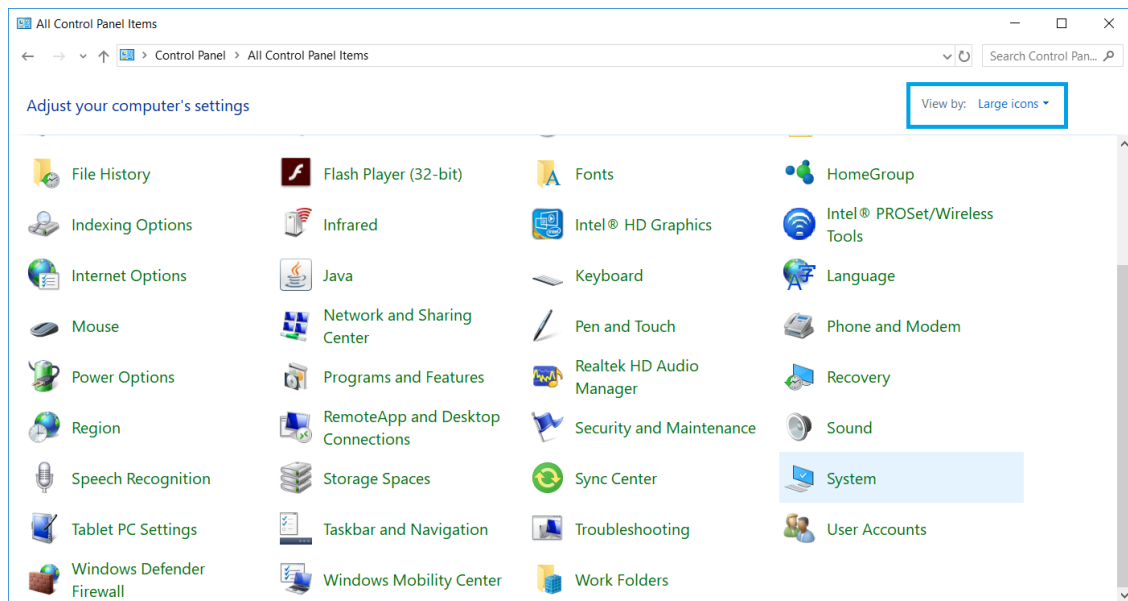 All Control Panel Items
Control Panel > All Control Panel Items
Search Control Pan...
Adjust your computer's settings
View by: Large icons
File History
Flash Player (32-bit)
Fonts
HomeGroup
Indexing Options
Infrared
Intel® HD Graphics
Intel® PROSet/Wireless
Tools
Internet Options
Java
Keyboard
Language
Mouse
Network and Sharing
Center
Pen and Touch
Phone and Modem
Power Options
Programs and Features
Realtek HD Audio
Manager
Recovery
Region
RemoteApp and Desktop
Connections
Security and Maintenance
Sound
Speech Recognition
Storage Spaces
Sync Center
System
Tablet PC Settings
Taskbar and Navigation
Troubleshooting
User Accounts
Windows Defender
Firewall
Windows Mobility Center
Work Folders